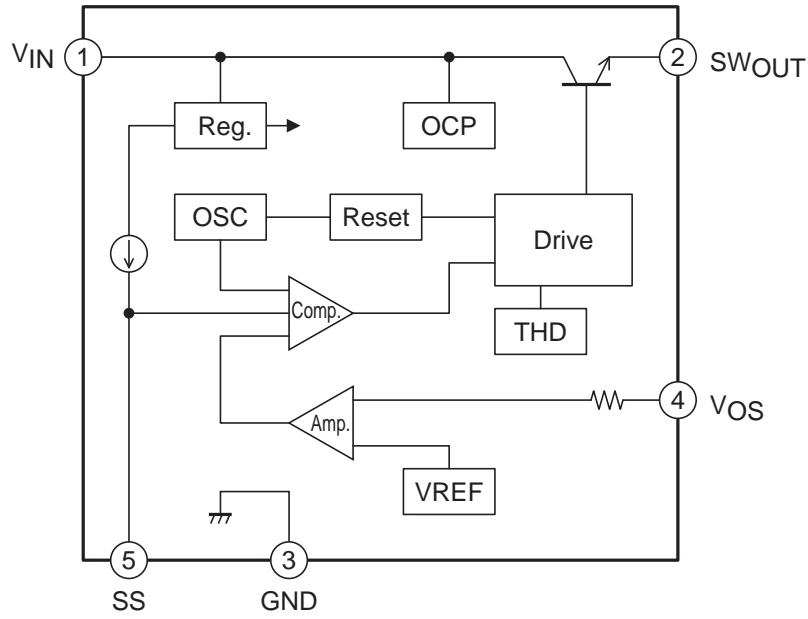 VIN
1
2
SWOUT
Reg.
OCP
OSC
Reset
Drive
Comp.
THD
Amp.
4
VOS
VREF
5
3
SS
GND